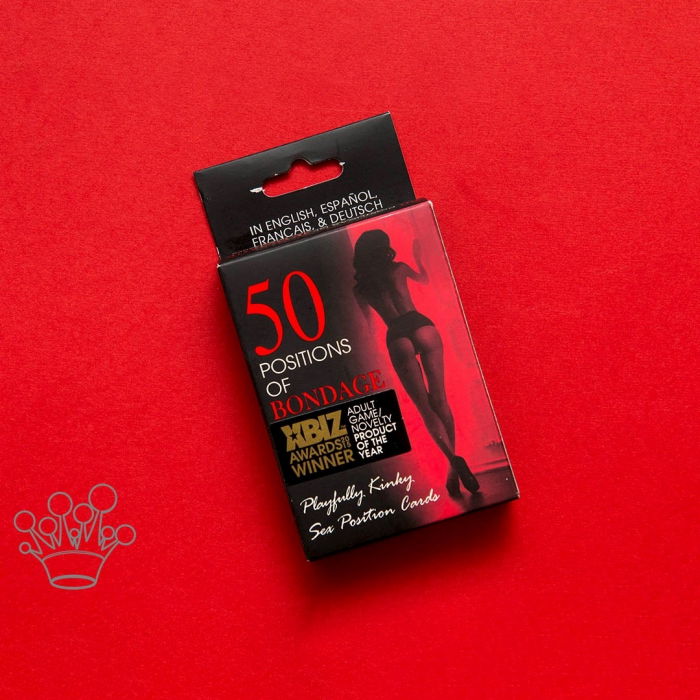 IN ENGLISH, ESPAÑOL,
FRANCAIS, & DEUTSCH
50
POSITIONS
OF
BONDAGE
XBIZ
AWARDS
WINNER
ADULT
GAME/
NOVELTY
PRODUCT
OF THE
YEAR
Playfully Kinky
Sex Position Cards